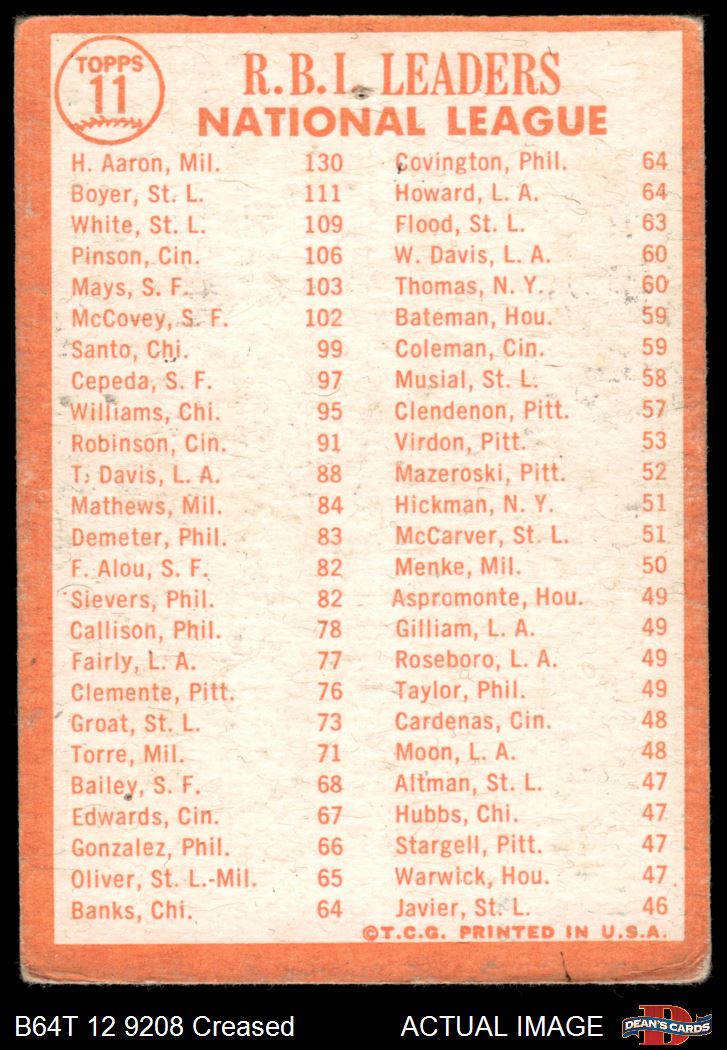 TOPPS
11
R.B.I. LEADERS
NATIONAL LEAGUE
H. Aaron, Mil. 130
Boyer, St. L. 111
White, St. L. 109
Pinson, Cin. 106
Mays, S. F. 103
McCovey, S. F. 102
Santo, Chi. 99
Cepeda, S. F. 97
Williams, Chi. 95
Robinson, Cin. 91
T. Davis, L. A. 88
Mathews, Mil. 84
Demeter, Phil. 83
F. Alou, S. F. 82
Sievers, Phil. 82
Callison, Phil. 78
Fairly, L. A. 77
Clemente, Pitt. 76
Groat, St. L. 73
Torre, Mil. 71
Bailey, S. F. 68
Edwards, Cin. 67
Gonzalez, Phil. 66
Oliver, St. L.-Mil. 65
Banks, Chi. 64
Covington, Phil. 64
Howard, L. A. 64
Flood, St. L. 63
W. Davis, L. A. 60
Thomas, N. Y. 60
Bateman, Hou. 59
Coleman, Cin. 59
Musial, St. L. 58
Clendenon, Pitt. 57
Virdon, Pitt. 53
Mazeroski, Pitt. 52
Hickman, N. Y. 51
McCarver, St. L. 51
Menke, Mil. 50
Aspromonte, Hou. 49
Gilliam, L. A. 49
Roseboro, L. A. 49
Taylor, Phil. 49
Cardenas, Cin. 48
Moon, L. A. 48
Altman, St. L. 47
Hubbs, Chi. 47
Stargell, Pitt. 47
Warwick, Hou. 47
Javier, St. L. 46
©T.C.G. PRINTED IN U.S.A.
B64T 12 9208 Creased
ACTUAL IMAGE
D
DEAN'S CARDS